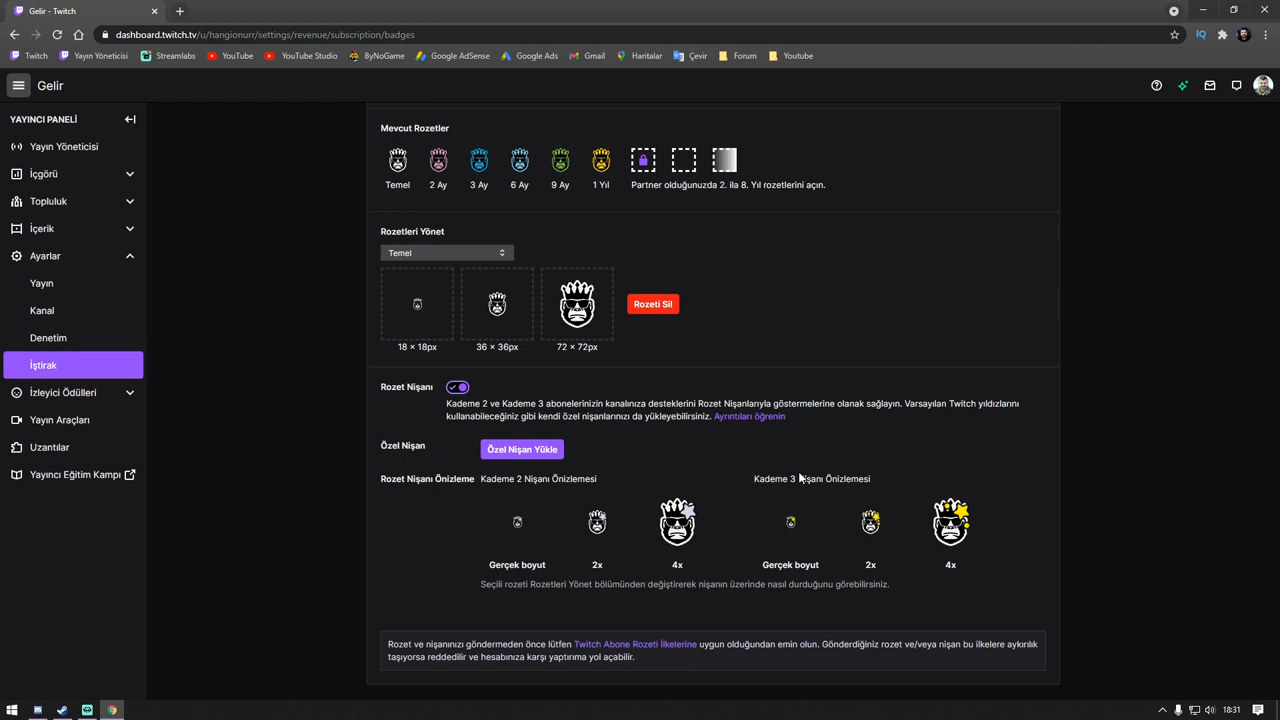 Gelir - Twitch
dashboard.twitch.tv/u/hangionurr/settings/revenue/subscription/badges
Twitch
Yayın Yöneticisi
Streamlabs
YouTube
YouTube Studio
ByNoGame
Google AdSense
Google Ads
Gmail
Haritalar
Çevir
Forum
Youtube
Gelir
YAYINCI PANELİ
Yayın Yöneticisi
İçgörü
Topluluk
İçerik
Ayarlar
Yayın
Kanal
Denetim
İştirak
İzleyici Ödülleri
Yayın Araçları
Uzantılar
Yayıncı Eğitim Kampı
Mevcut Rozetler
Temel
2 Ay
3 Ay
6 Ay
9 Ay
1 Yıl
Partner olduğunuzda 2. ila 8. Yıl rozetlerini açın.
Rozetleri Yönet
Temel
Rozeti Sil
18 × 18px
36 × 36px
72 × 72px
Rozet Nişanı
Kademe 2 ve Kademe 3 abonelerinizin kanalınıza desteklerini Rozet Nişanlarıyla göstermelerine olanak sağlayın. Varsayılan Twitch yıldızlarını
kullanabileceğiniz gibi kendi özel nişanlarınızı da yükleyebilirsiniz. Ayrıntıları öğrenin
Özel Nişan
Özel Nişan Yükle
Rozet Nişanı Önizleme
Kademe 2 Nişanı Önizlemesi
Kademe 3 Nişanı Önizlemesi
Gerçek boyut
2x
4x
Gerçek boyut
2x
4x
Seçili rozeti Rozetleri Yönet bölümünden değiştirerek nişanın üzerinde nasıl durduğunu görebilirsiniz.
Rozet ve nişanınızı göndermeden önce lütfen Twitch Abone Rozeti İlkelerine uygun olduğundan emin olun. Gönderdiğiniz rozet ve/veya nişan bu ilkelere aykırılık
taşıyorsa reddedilir ve hesabınıza karşı yaptırıma yol açabilir.
18:31